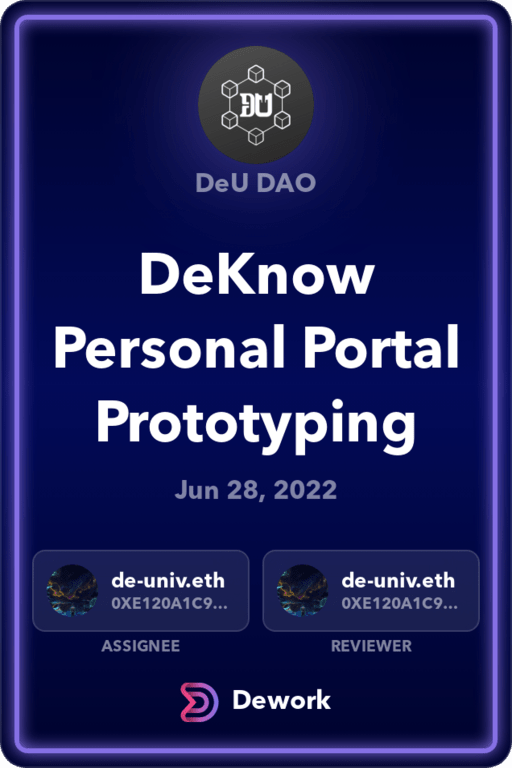 DU
DeU DAO
DeKnow
Personal Portal
Prototyping
Jun 28, 2022
de-univ.eth
0XE120A1C9...
ASSIGNEE
de-univ.eth
0XE120A1C9...
REVIEWER
Dework